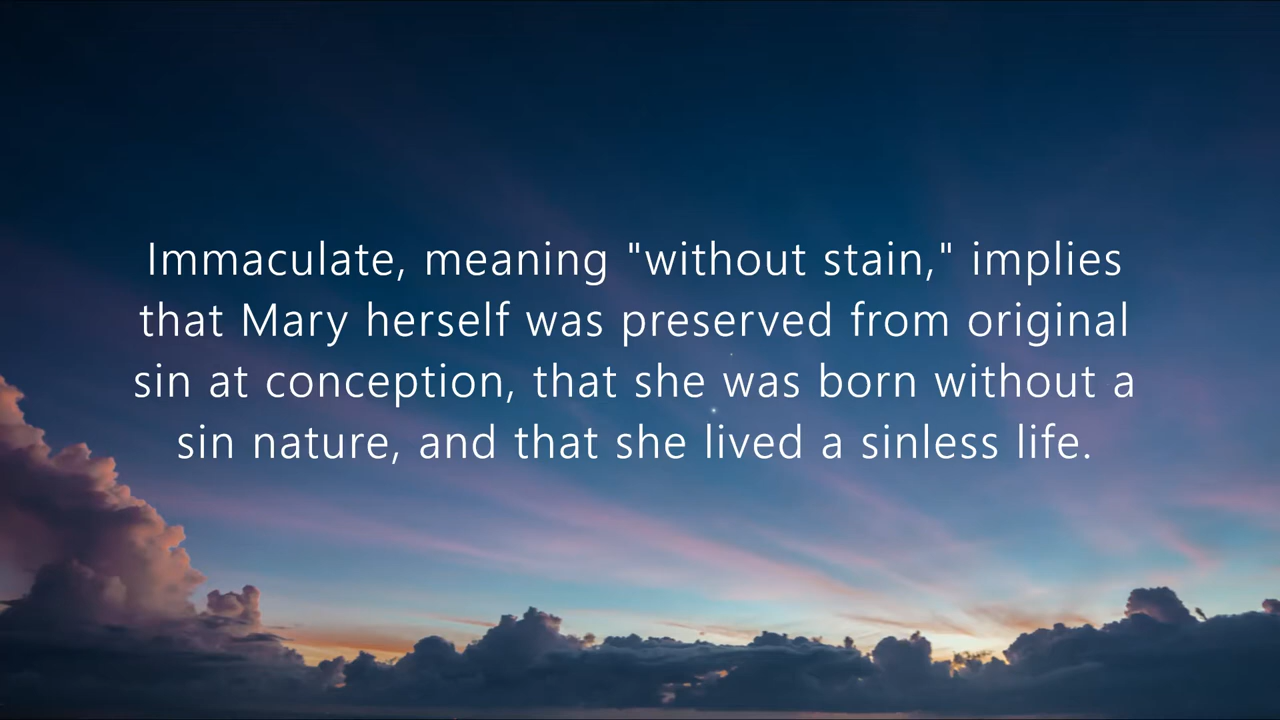 Immaculate, meaning "without stain," implies
that Mary herself was preserved from original
sin at conception, that she was born without a
sin nature, and that she lived a sinless life.